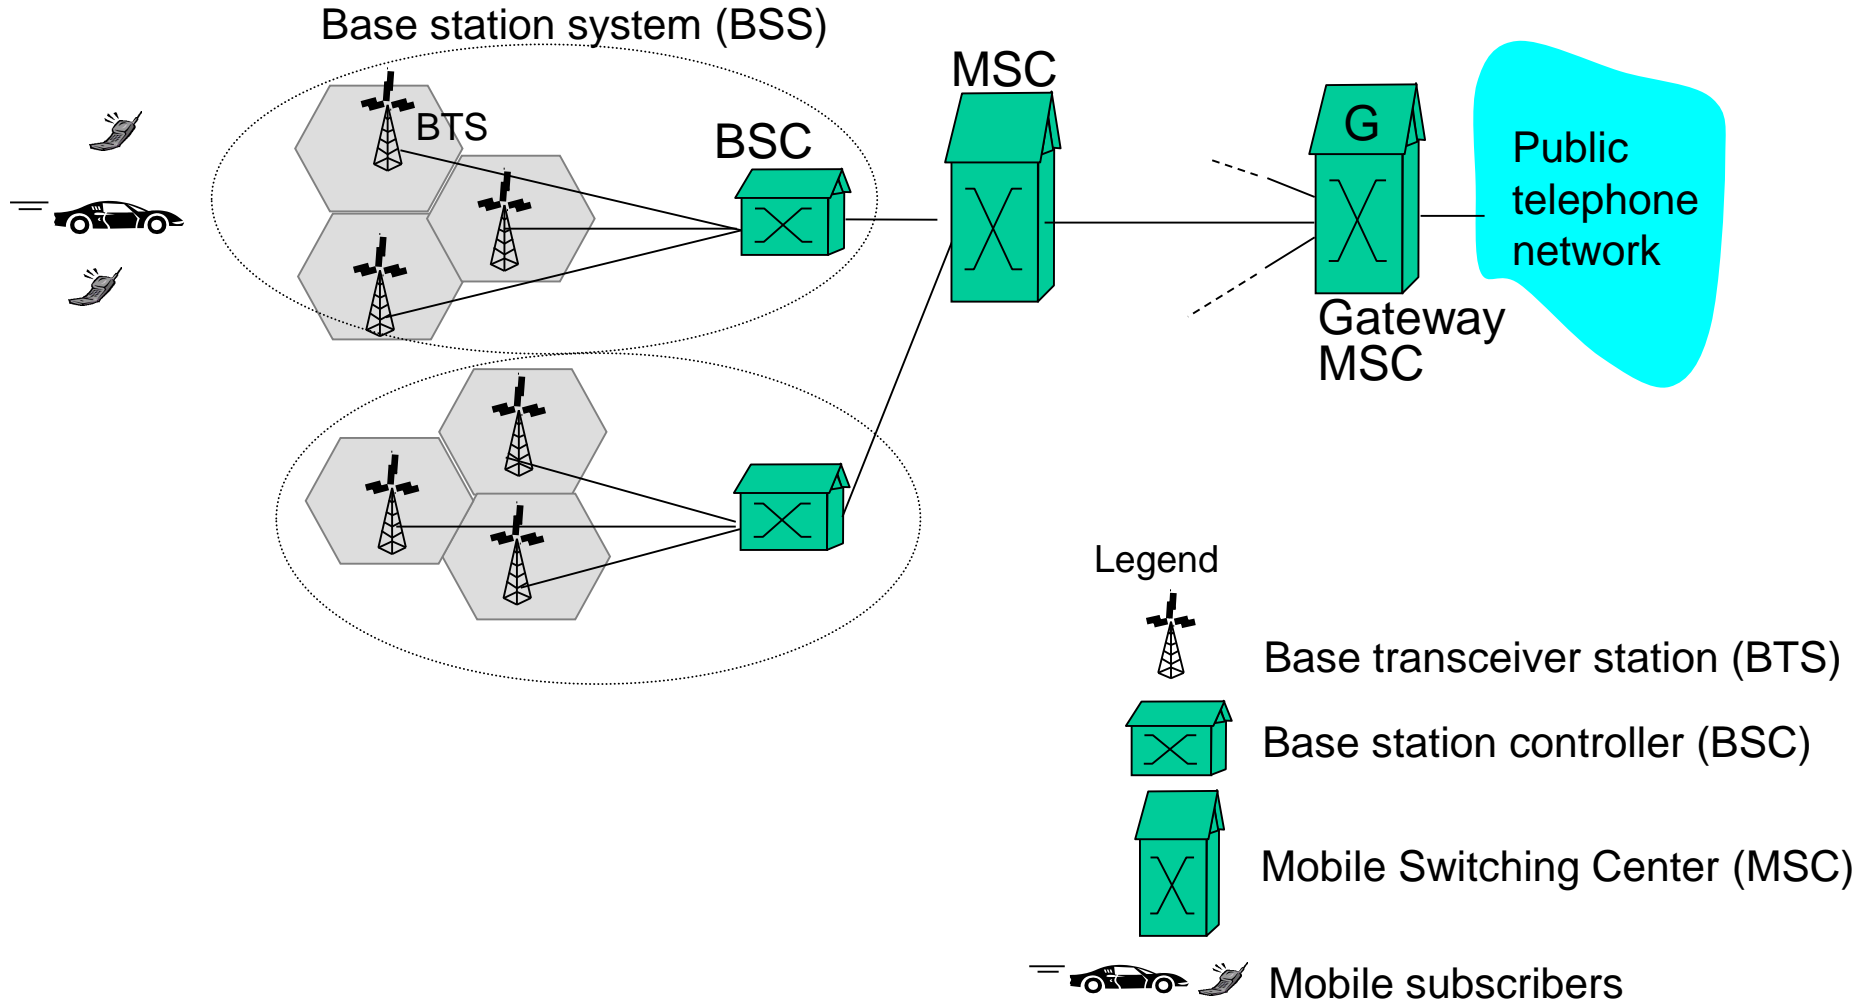 Base station system (BSS)
BTS
BSC
MSC
G
Gateway
MSC
Public
telephone
network
Legend
Base transceiver station (BTS)
Base station controller (BSC)
Mobile Switching Center (MSC)
Mobile subscribers